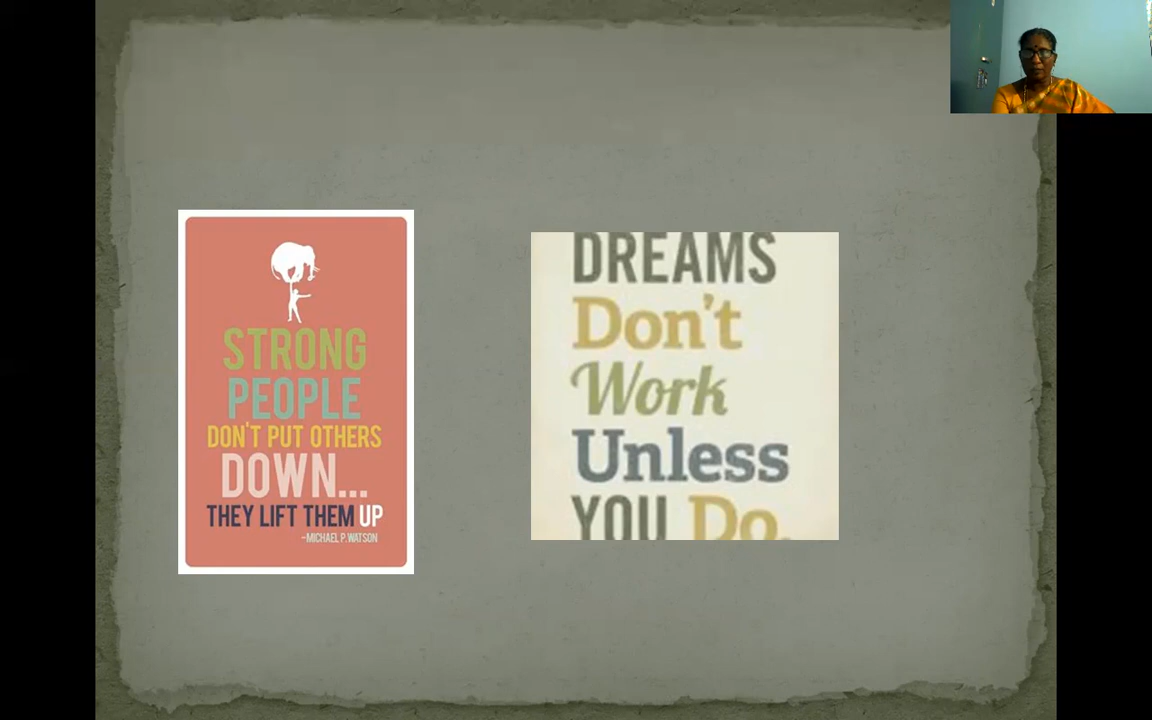 STRONG
PEOPLE
DON'T PUT OTHERS
DOWN...
THEY LIFT THEM UP
-MICHAEL P. WATSON
DREAMS
Don't
Work
Unless
YOU Do.